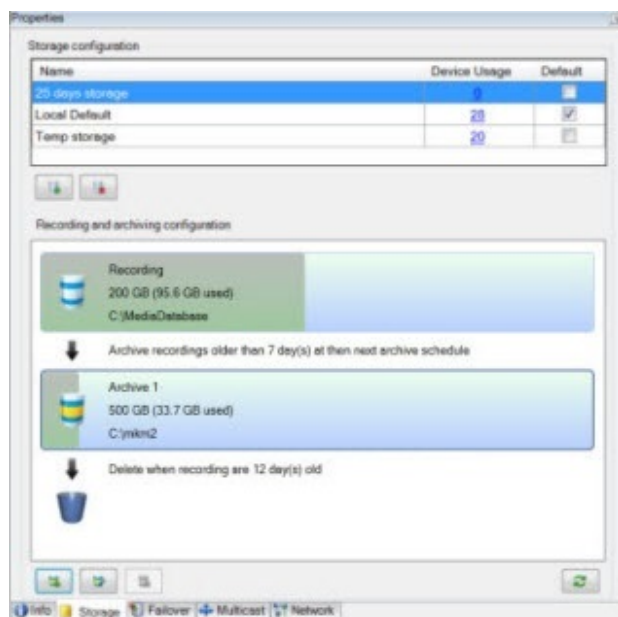 Properties
Storage configuration
Name Device Usage Default
25 days storage 0
Local Default 28
Temp storage 20
Recording and archiving configuration
Recording
200 GB (95.6 GB used)
C:\MediaDatabase
Archive recordings older than 7 day(s) at then next archive schedule
Archive 1
500 GB (33.7 GB used)
C:\mkm2
Delete when recording are 12 day(s) old
Info Storage Failover Multicast Network